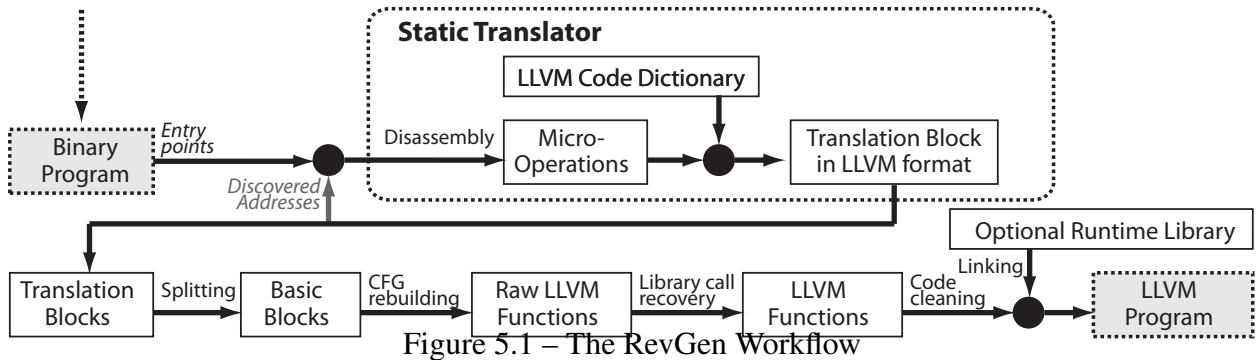 Static Translator
LLVM Code Dictionary
Binary
Program
Entry
points
Disassembly
Micro-
Operations
Translation Block
in LLVM format
Discovered
Addresses
Optional Runtime Library
Linking
Translation
Blocks
Splitting
Basic
Blocks
CFG
rebuilding
Raw LLVM
Functions
Library call
recovery
LLVM
Functions
Code
cleaning
LLVM
Program
Figure 5.1 – The RevGen Workflow